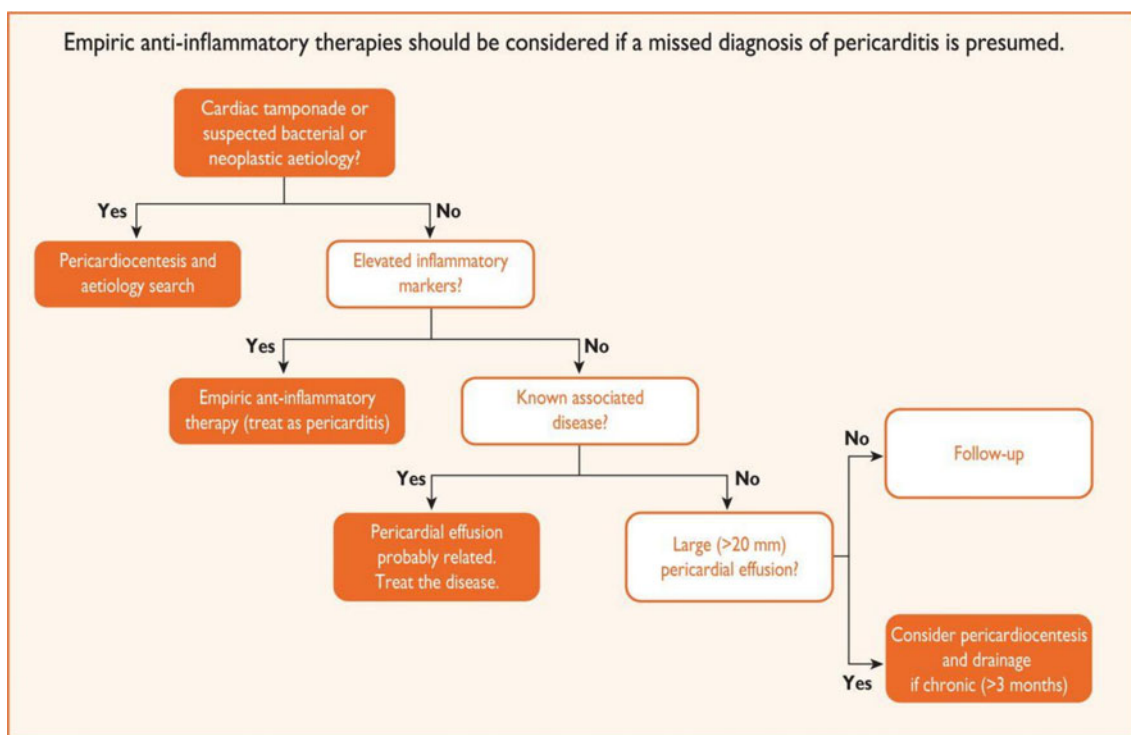 Empiric anti-inflammatory therapies should be considered if a missed diagnosis of pericarditis is presumed.
Cardiac tamponade or
suspected bacterial or
neoplastic aetiology?
Yes
No
Pericardiocentesis and
aetiology search
Elevated inflammatory
markers?
Yes
No
Empiric ant-inflammatory
therapy (treat as pericarditis)
Known associated
disease?
Yes
No
Pericardial effusion
probably related.
Treat the disease.
Large (>20 mm)
pericardial effusion?
No
Follow-up
Yes
Consider pericardiocentesis
and drainage
if chronic (>3 months)